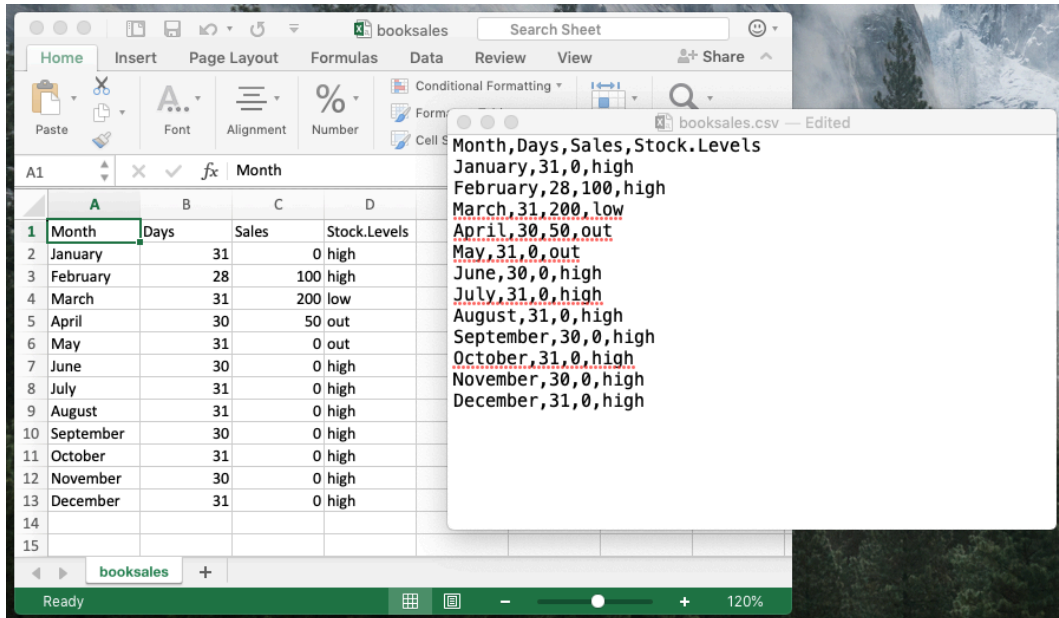 booksales
Search Sheet
Home Insert Page Layout Formulas Data Review View Share
Paste Font Alignment Number
Conditional Formatting
Form
Cell S
A1 fx Month
A B C D
1 Month Days Sales Stock.Levels
2 January 31 0 high
3 February 28 100 high
4 March 31 200 low
5 April 30 50 out
6 May 31 0 out
7 June 30 0 high
8 July 31 0 high
9 August 31 0 high
10 September 30 0 high
11 October 31 0 high
12 November 30 0 high
13 December 31 0 high
14
15
booksales +
Ready 120%
booksales.csv — Edited
Month,Days,Sales,Stock.Levels
January,31,0,high
February,28,100,high
March,31,200,low
April,30,50,out
May,31,0,out
June,30,0,high
July,31,0,high
August,31,0,high
September,30,0,high
October,31,0,high
November,30,0,high
December,31,0,high